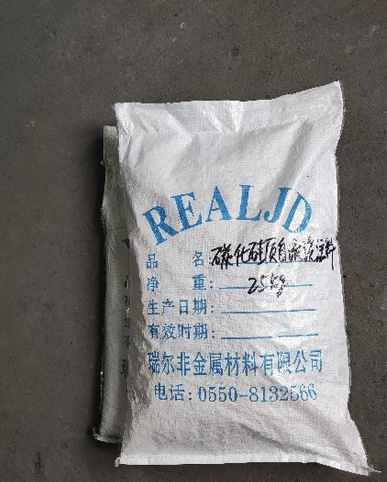 REALJD
品 名:碳化硅质自流浇注料
净 重:25kg
生产日期:
有效时期:
瑞尔非金属材料有限公司
电话:0550-8132566